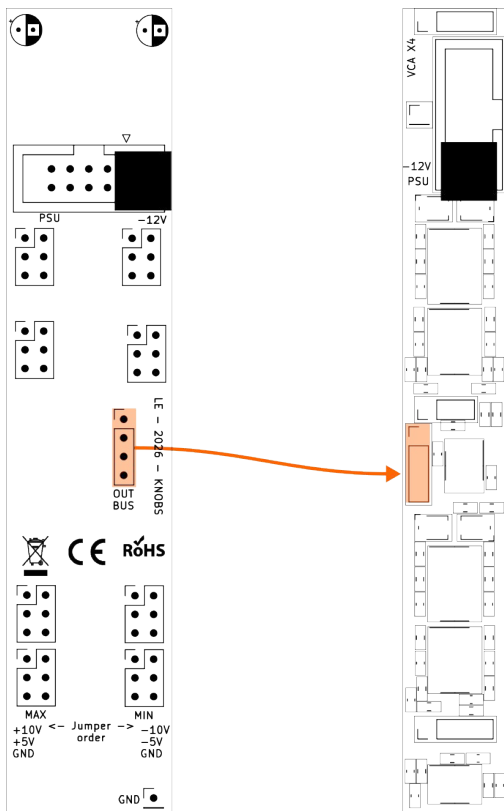 VCA X4
-12V
PSU
PSU
-12V
LE - 2026 - KNOBS
OUT
BUS
CE RoHS
MAX
MIN
<- Jumper ->
order
+10V
+5V
GND
-10V
-5V
GND
GND